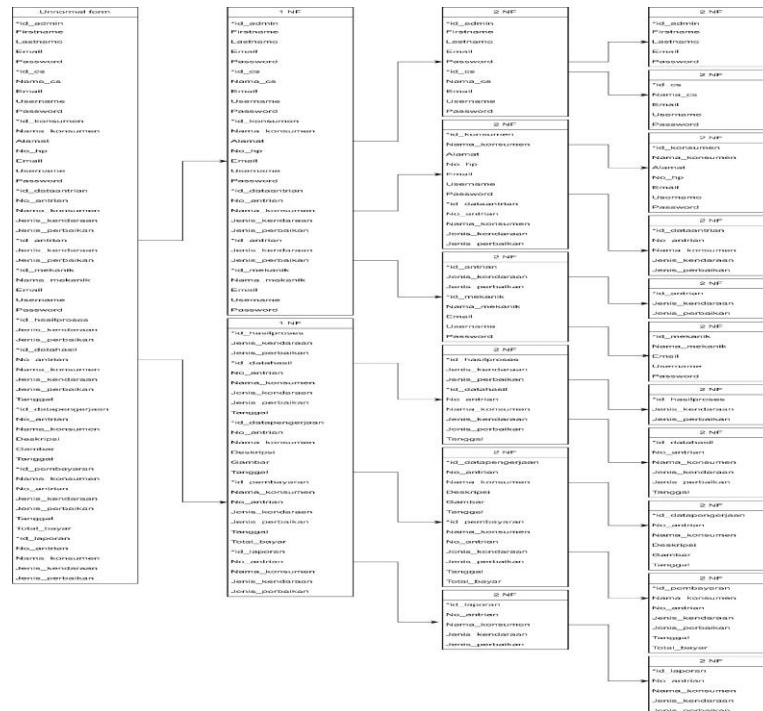 Unnormal form
*id_admin
Firstname
Lastname
Email
Password
*id_cs
Nama_cs
Email
Username
Password
*id_konsumen
Nama konsumen
Alamat
No_hp
Email
Username
Password
*id_dataantrian
No_antrian
Nama_konsumen
Jenis_kendaraan
Jenis_perbaikan
*id_antrian
Jenis_kendaraan
Jenis_perbaikan
*id_mekanik
Nama_mekanik
Email
Username
Password
*id_hasilproses
Jenis_kendaraan
Jenis_perbaikan
*id_datahasil
No_antrian
Nama_konsumen
Jenis_kendaraan
Jenis_perbaikan
Tanggal
*id_datapengerjaan
No_antrian
Nama_konsumen
Deskripsi
Gambar
Tanggal
*id_pembayaran
Nama konsumen
No_antrian
Jenis_kendaraan
Jenis_perbaikan
Tanggal
Total_bayar
*id_laporan
No_antrian
Nama konsumen
Jenis_kendaraan
Jenis_perbaikan
1 NF
*id_admin
Firstname
Lastname
Email
Password
*id_cs
Nama_cs
Email
Username
Password
*id_konsumen
Nama konsumen
Alamat
No_hp
Email
Username
Password
*id_dataantrian
No_antrian
Nama_konsumen
Jenis_kendaraan
Jenis_perbaikan
*id_antrian
Jenis_kendaraan
Jenis_perbaikan
*id_mekanik
Nama_mekanik
Email
Username
Password
1 NF
*id_hasilproses
Jenis_kendaraan
Jenis_perbaikan
*id_datahasil
No_antrian
Nama_konsumen
Jenis_kendaraan
Jenis_perbaikan
Tanggal
*id_datapengerjaan
No_antrian
Nama_konsumen
Deskripsi
Gambar
Tanggal
*id_pembayaran
Nama_konsumen
No_antrian
Jenis_kendaraan
Jenis_perbaikan
Tanggal
Total_bayar
*id_laporan
No_antrian
Nama_konsumen
Jenis_kendaraan
Jenis_perbaikan
2 NF
*id_admin
Firstname
Lastname
Email
Password
*id_cs
Nama_cs
Email
Username
Password
2 NF
*id_konsumen
Nama_konsumen
Alamat
No_hp
Email
Username
Password
*id_dataantrian
No_antrian
Nama_konsumen
Jenis_kendaraan
Jenis_perbaikan
2 NF
*id_antrian
Jenis_kendaraan
Jenis_perbaikan
*id_mekanik
Nama_mekanik
Email
Username
Password
2 NF
*id_hasilproses
Jenis_kendaraan
Jenis_perbaikan
*id_datahasil
No_antrian
Nama_konsumen
Jenis_kendaraan
Jenis_perbaikan
Tanggal
2 NF
*id_datapengerjaan
No_antrian
Nama_konsumen
Deskripsi
Gambar
Tanggal
*id_pembayaran
Nama_konsumen
No_antrian
Jenis_kendaraan
Jenis_perbaikan
Tanggal
Total_bayar
2 NF
*id_laporan
No_antrian
Nama_konsumen
Jenis_kendaraan
Jenis_perbaikan
2 NF
*id_admin
Firstname
Lastname
Email
Password
2 NF
*id_cs
Nama_cs
Email
Username
Password
2 NF
*id_konsumen
Nama_konsumen
Alamat
No_hp
Email
Username
Password
2 NF
*id_dataantrian
No_antrian
Nama_konsumen
Jenis_kendaraan
Jenis_perbaikan
2 NF
*id_antrian
Jenis_kendaraan
Jenis_perbaikan
2 NF
*id_mekanik
Nama_mekanik
Email
Username
Password
2 NF
*id_hasilproses
Jenis_kendaraan
Jenis_perbaikan
2 NF
*id_datahasil
No_antrian
Nama_konsumen
Jenis_kendaraan
Jenis_perbaikan
Tanggal
2 NF
*id_datapengerjaan
No_antrian
Nama_konsumen
Deskripsi
Gambar
Tanggal
2 NF
*id_pembayaran
Nama konsumen
No_antrian
Jenis_kendaraan
Jenis_perbaikan
Tanggal
Total_bayar
2 NF
*id_laporan
No_antrian
Nama_konsumen
Jenis_kendaraan
Jenis_perbaikan